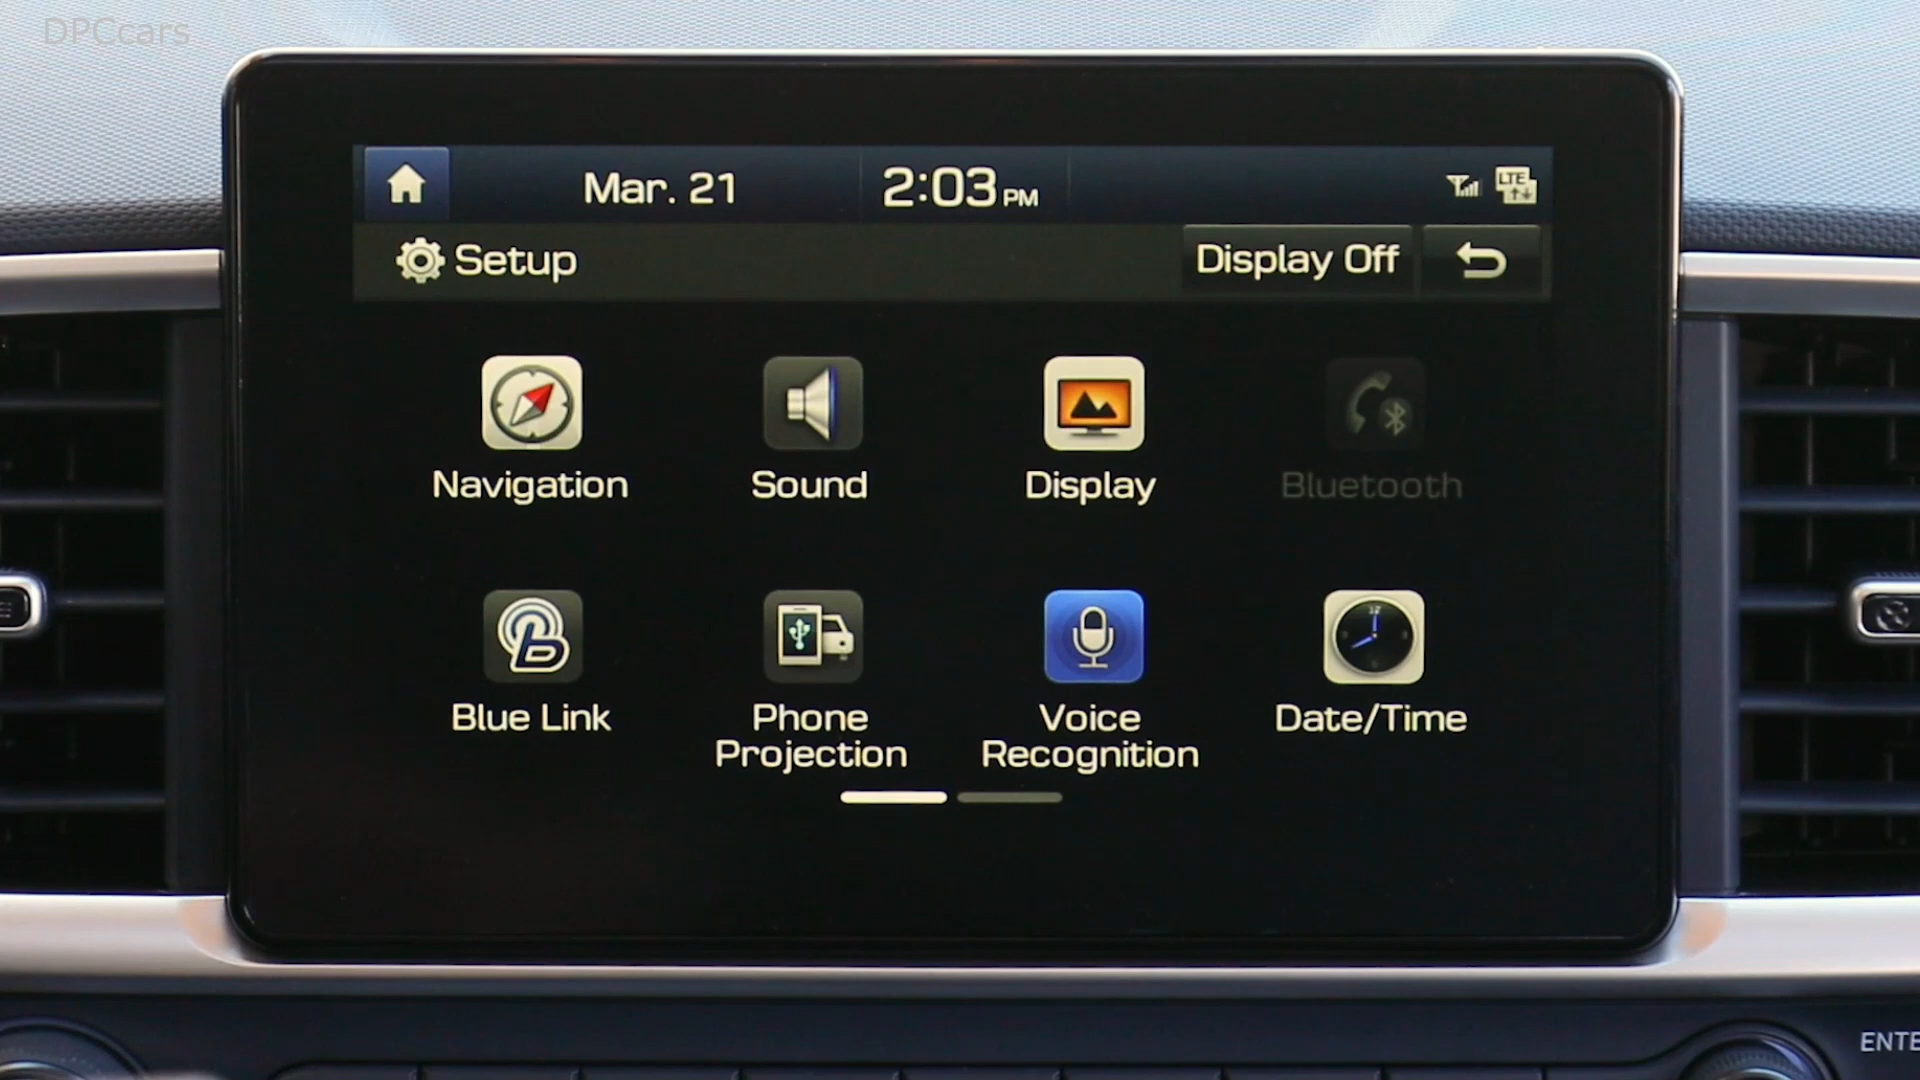 DPCcars
Mar. 21
2:03 PM
LTE
Setup
Display Off
Navigation
Sound
Display
Bluetooth
Blue Link
Phone
Projection
Voice
Recognition
Date/Time
12
ENTE